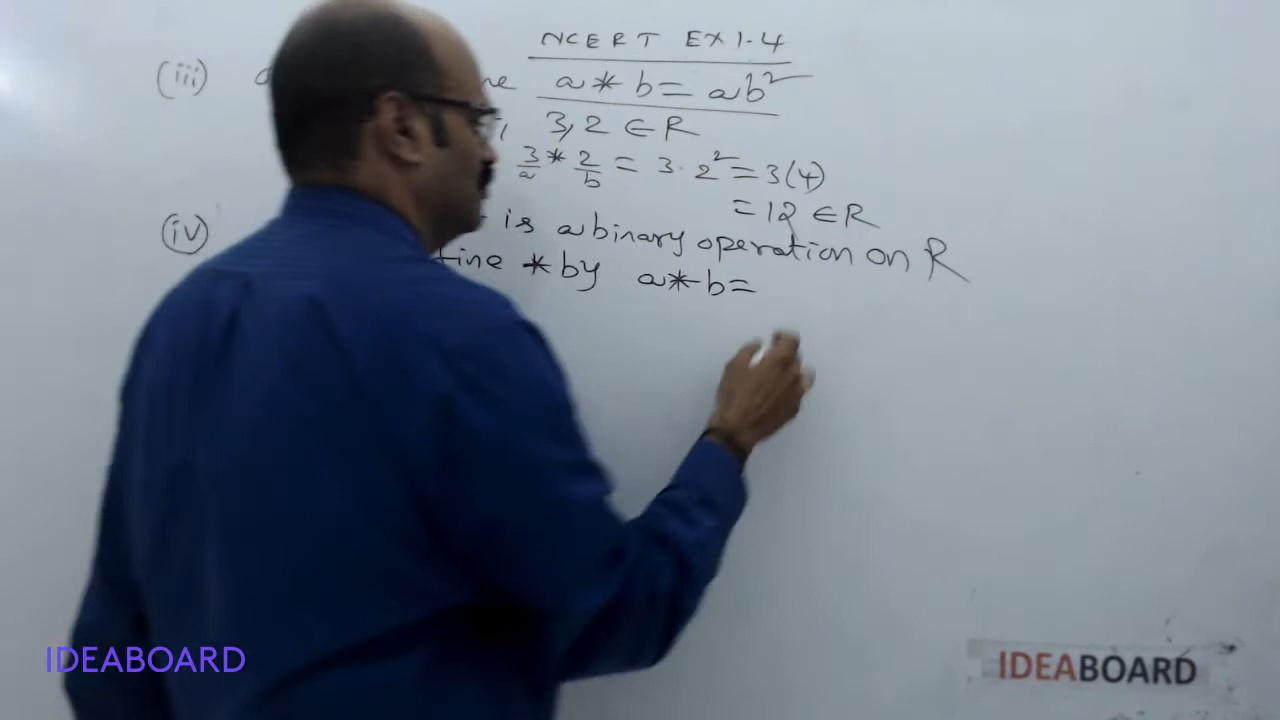 NCERT EX 1.4
(iii) a * b = ab²
3, 2 ∈ R
3/a * 2/b = 3 · 2² = 3(4)
= 12 ∈ R
is a binary operation on R
(iv) * by a * b =
IDEABOARD
IDEABOARD